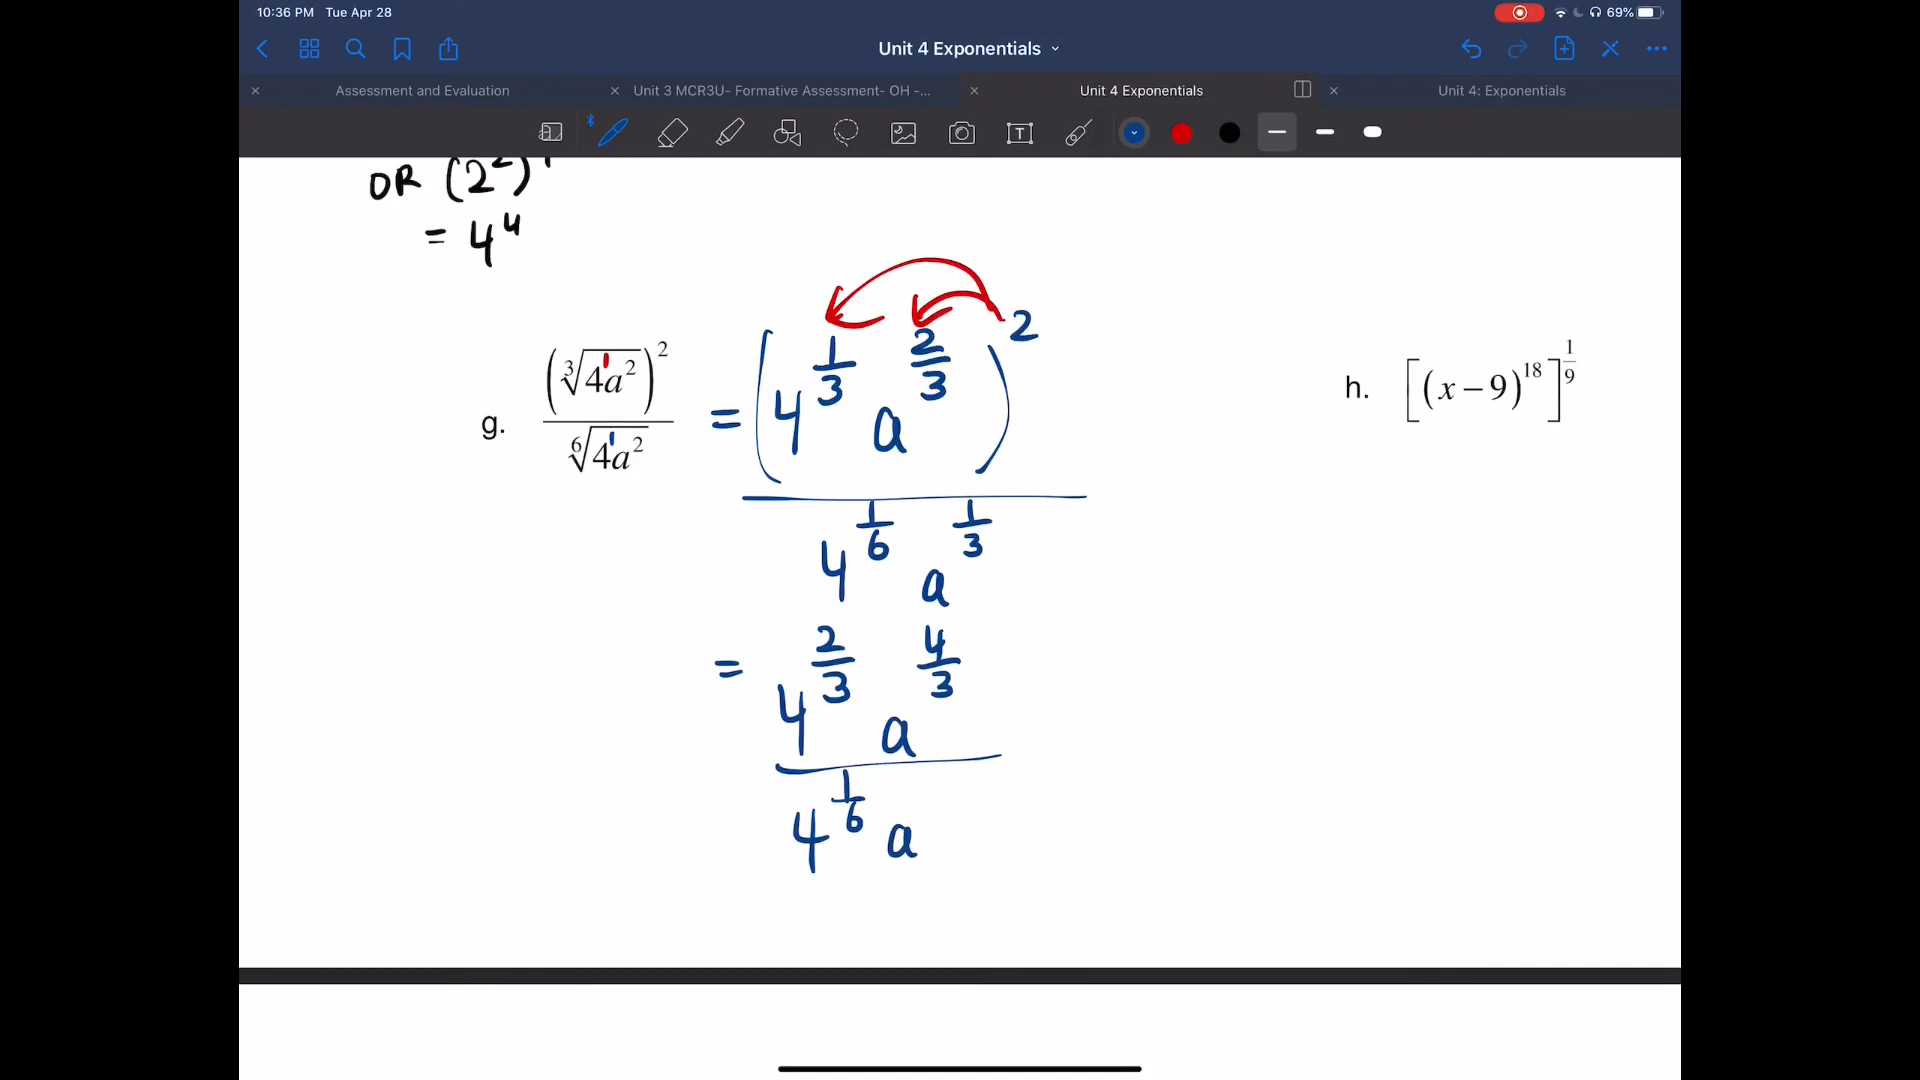 10:36 PM Tue Apr 28 69%
Unit 4 Exponentials
Assessment and Evaluation
Unit 3 MCR3U- Formative Assessment- OH -...
Unit 4 Exponentials
Unit 4: Exponentials
T
OR (2²)
= 4⁴
g. (∛(4¹a²))² / ⁶√(4¹a²) = (4^(1/3) a^(2/3))² / (4^(1/6) a^(1/3))
= 4^(2/3) a^(4/3) / (4^(1/6) a)
h. [(x − 9)^18]^(1/9)